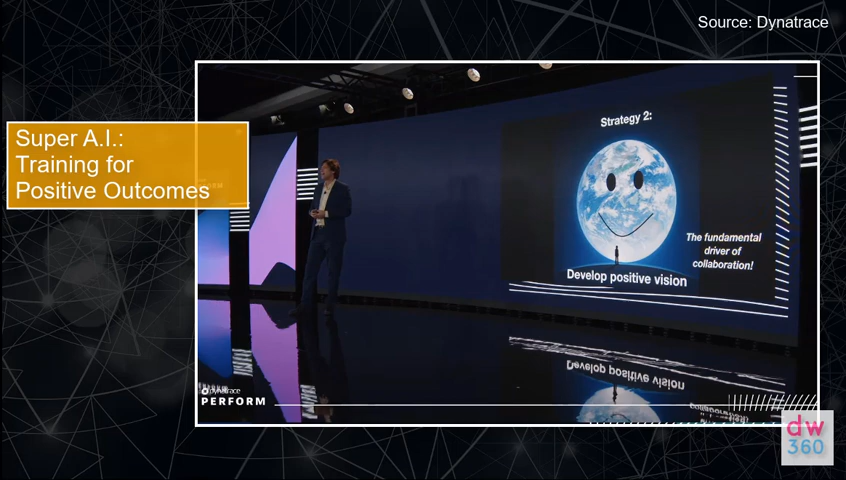 Source: Dynatrace
Super A.I.:
Training for
Positive Outcomes
Strategy 2:
The fundamental
driver of
collaboration!
Develop positive vision
Develop positive vision
dynatrace
PERFORM
dw
360